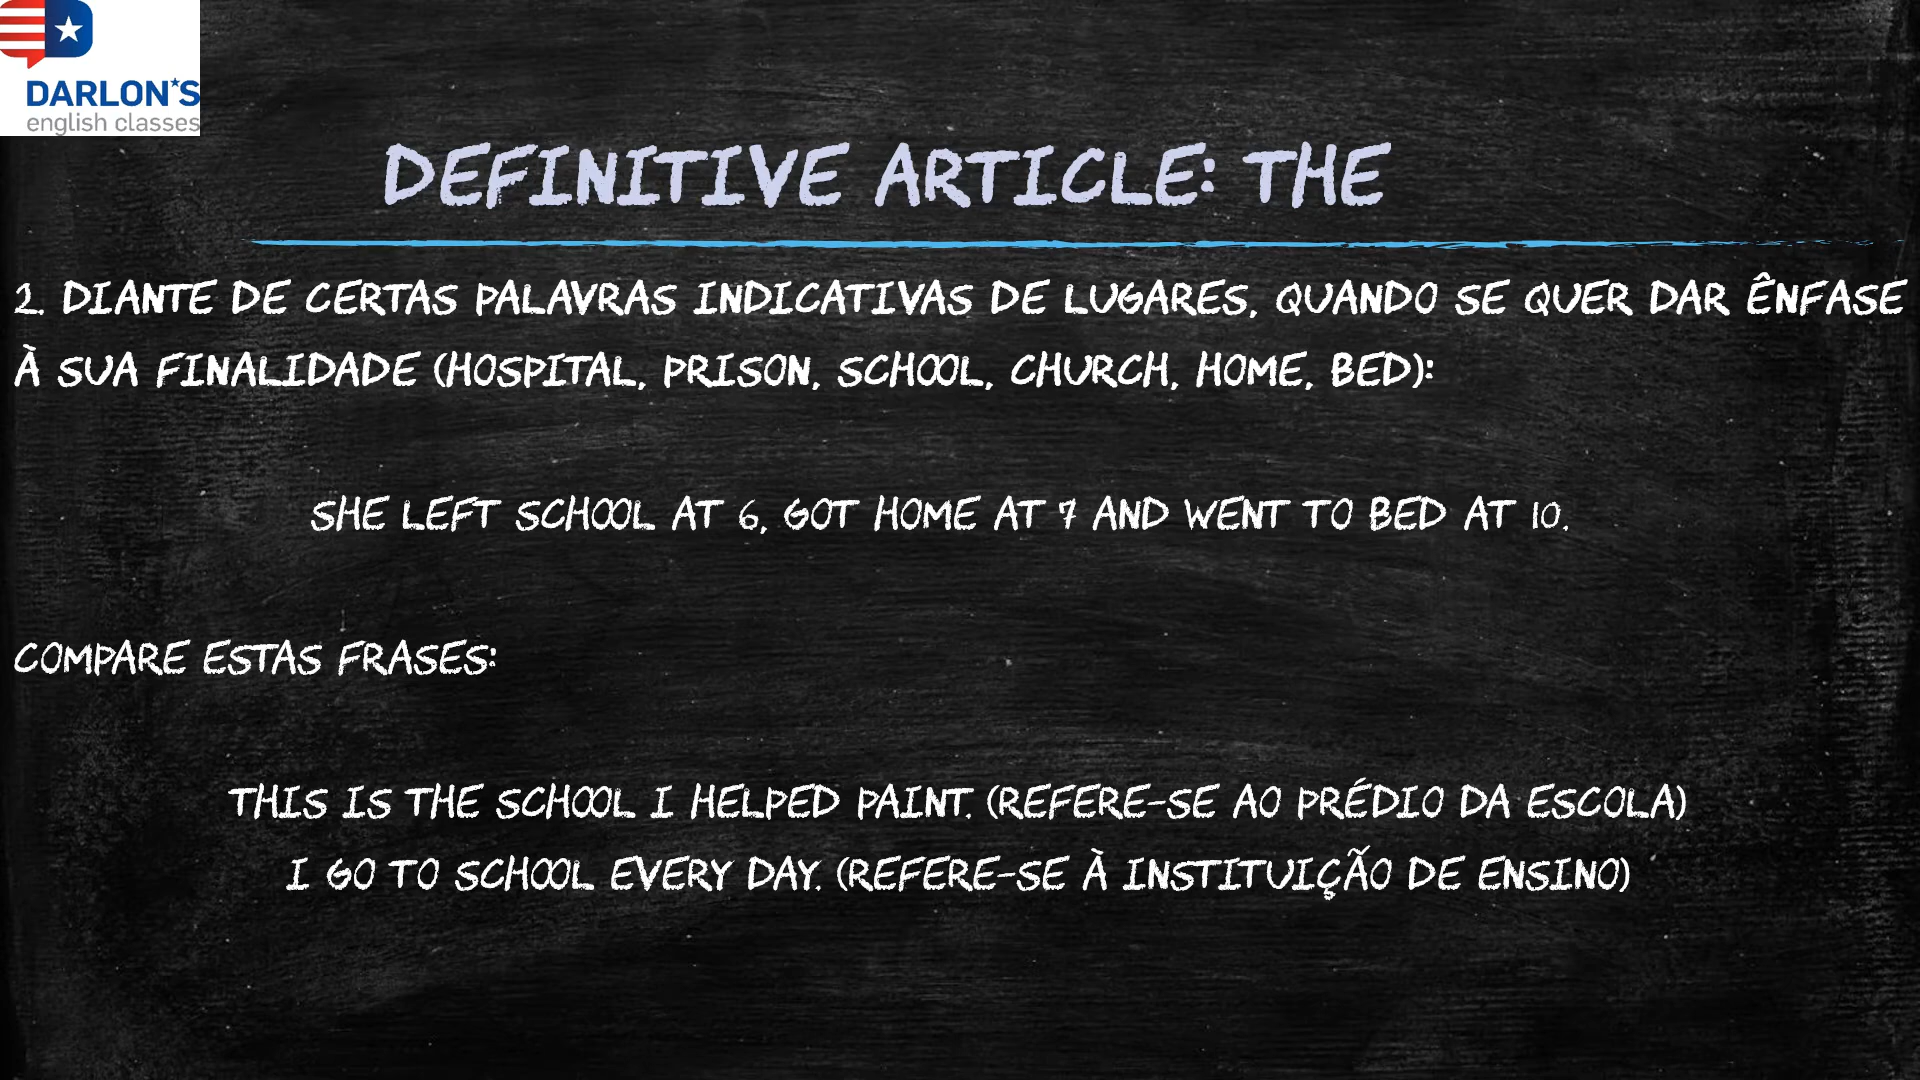 DARLON'S
english classes
DEFINITIVE ARTICLE: THE
2. DIANTE DE CERTAS PALAVRAS INDICATIVAS DE LUGARES, QUANDO SE QUER DAR ÊNFASE
À SUA FINALIDADE (HOSPITAL, PRISON, SCHOOL, CHURCH, HOME, BED):
SHE LEFT SCHOOL AT 6, GOT HOME AT 7 AND WENT TO BED AT 10.
COMPARE ESTAS FRASES:
THIS IS THE SCHOOL I HELPED PAINT. (REFERE-SE AO PRÉDIO DA ESCOLA)
I GO TO SCHOOL EVERY DAY. (REFERE-SE À INSTITUIÇÃO DE ENSINO)